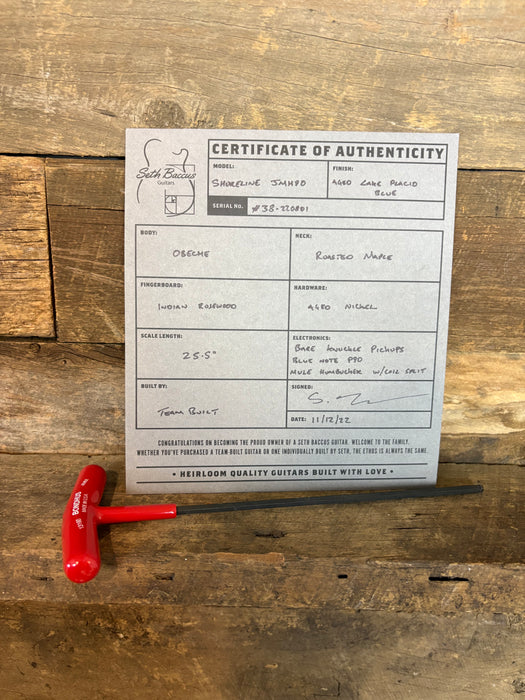 Seth Baccus
Guitars
CERTIFICATE OF AUTHENTICITY
MODEL:
SHORELINE JMH90
FINISH:
AGED LAKE PLACID
BLUE
SERIAL No.
#38-220801
BODY:
OBECHE
NECK:
ROASTED MAPLE
FINGERBOARD:
INDIAN ROSEWOOD
HARDWARE:
AGED NICKEL
SCALE LENGTH:
25.5"
ELECTRONICS:
BARE KNUCKLE PICKUPS
BLUE NOTE P90
MULE HUMBUCKER W/COIL SPLIT
BUILT BY:
TEAM BUILT
SIGNED:
DATE: 11/12/22
CONGRATULATIONS ON BECOMING THE PROUD OWNER OF A SETH BACCUS GUITAR. WELCOME TO THE FAMILY.
WHETHER YOU'VE PURCHASED A TEAM-BUILT GUITAR OR ONE INDIVIDUALLY BUILT BY SETH, THE ETHOS IS ALWAYS THE SAME.
• HEIRLOOM QUALITY GUITARS BUILT WITH LOVE •
BONDHUS